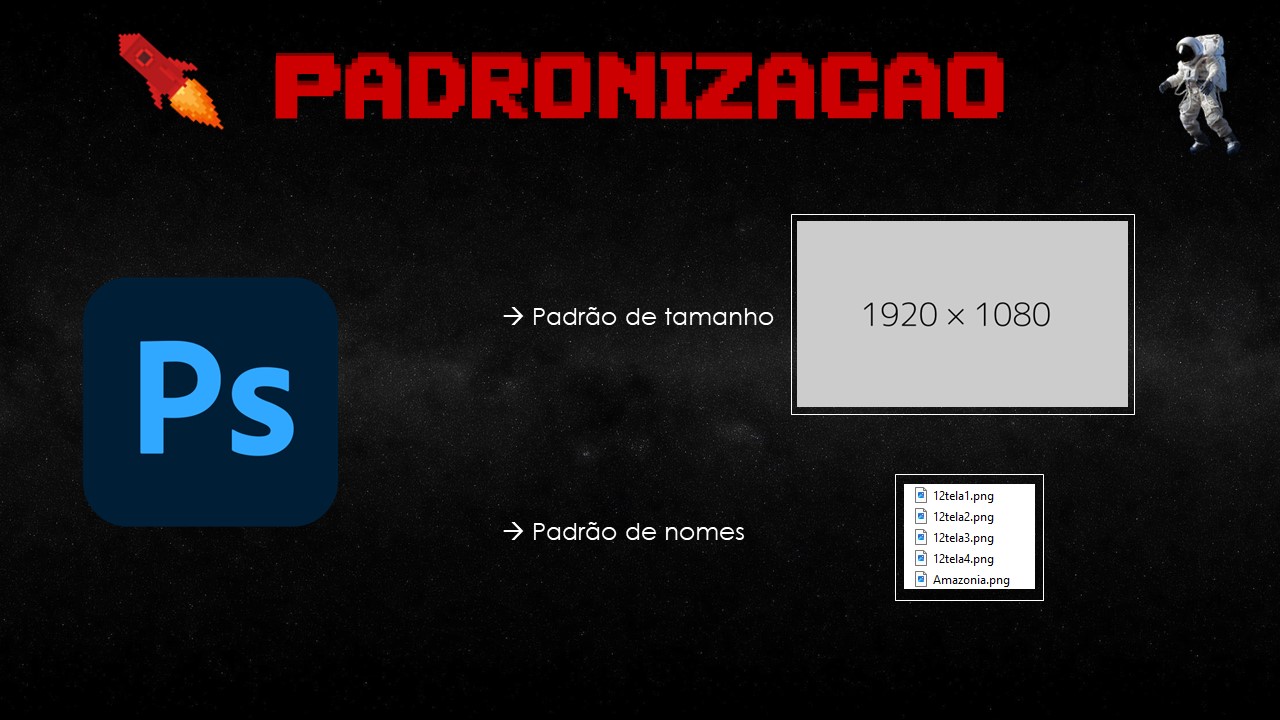 PADRONIZACAO
Ps
→ Padrão de tamanho
1920 × 1080
→ Padrão de nomes
12tela1.png
12tela2.png
12tela3.png
12tela4.png
Amazonia.png